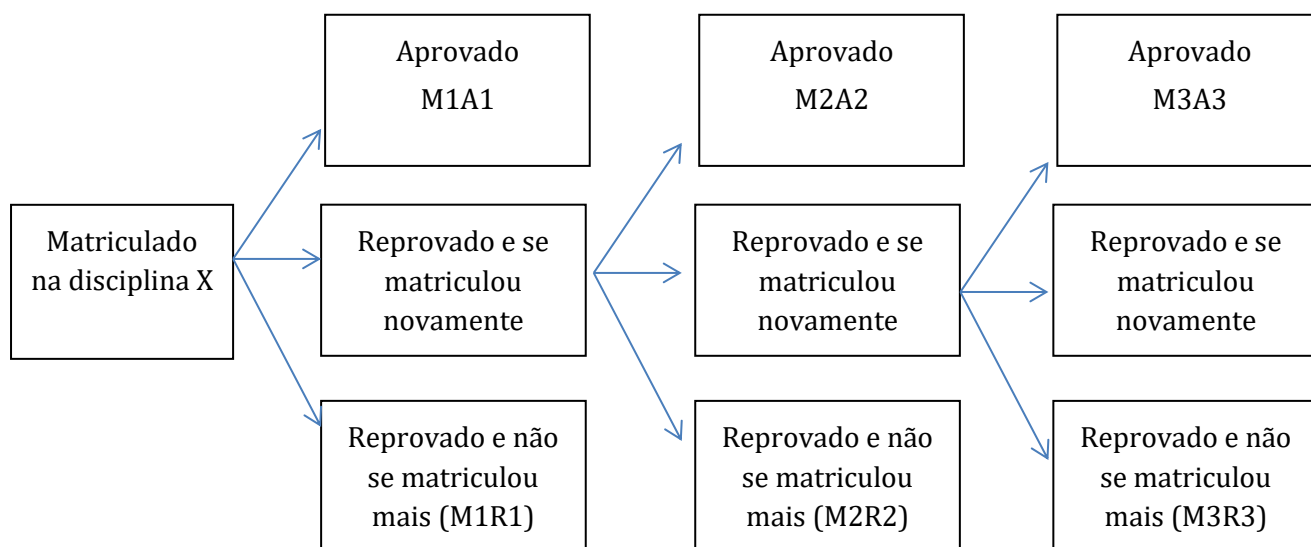 Aprovado
M1A1
Aprovado
M2A2
Aprovado
M3A3
Matriculado
na disciplina X
Reprovado e se
matriculou
novamente
Reprovado e se
matriculou
novamente
Reprovado e se
matriculou
novamente
Reprovado e não
se matriculou
mais (M1R1)
Reprovado e não
se matriculou
mais (M2R2)
Reprovado e não
se matriculou
mais (M3R3)